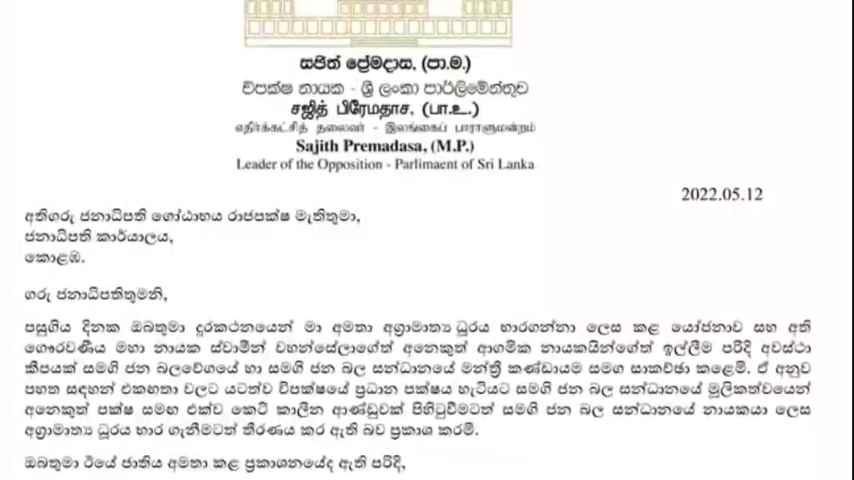 සජිත් ප්‍රේමදාස, (පා.ම.)
විපක්ෂ නායක - ශ්‍රී ලංකා පාර්ලිමේන්තුව
சஜித் பிரேமதாச, (பா.உ.)
எதிர்க்கட்சித் தலைவர் - இலங்கைப் பாராளுமன்றம்
Sajith Premadasa, (M.P.)
Leader of the Opposition - Parlimaent of Sri Lanka
2022.05.12
අතිගරු ජනාධිපති ගෝඨාභය රාජපක්ෂ මැතිතුමා,
ජනාධිපති කාර්යාලය,
කොළඹ.
ගරු ජනාධිපතිතුමනි,
පසුගිය දිනක ඔබතුමා දුරකථනයෙන් මා අමතා අග්‍රාමාත්‍ය ධූරය භාරගන්නා ලෙස කළ යෝජනාව සහ අති
ගෞරවණීය මහා නායක ස්වාමීන් වහන්සේලාගේත් අනෙකුත් ආගමික නායකයින්ගේත් ඉල්ලීම පරිදි අවස්ථා
කීපයක් සමගි ජන බලවේගයේ හා සමගි ජන බල සන්ධානයේ මන්ත්‍රී කණ්ඩායම සමග සාකච්ඡා කළෙමි. ඒ අනුව
පහත සඳහන් එකඟතා වලට යටත්ව විපක්ෂයේ ප්‍රධාන පක්ෂය හැටියට සමගි ජන බල සන්ධානයේ මූලිකත්වයෙන්
අනෙකුත් පක්ෂ සමඟ එක්ව කෙටි කාලීන ආණ්ඩුවක් පිහිටුවීමටත් සමගි ජන බල සන්ධානයේ නායකයා ලෙස
අග්‍රාමාත්‍ය ධූරය භාර ගැනීමටත් තීරණය කර ඇති බව ප්‍රකාශ කරමි.
ඔබතුමා ඊයේ ජාතිය අමතා කළ ප්‍රකාශනයේද ඇති පරිදි,